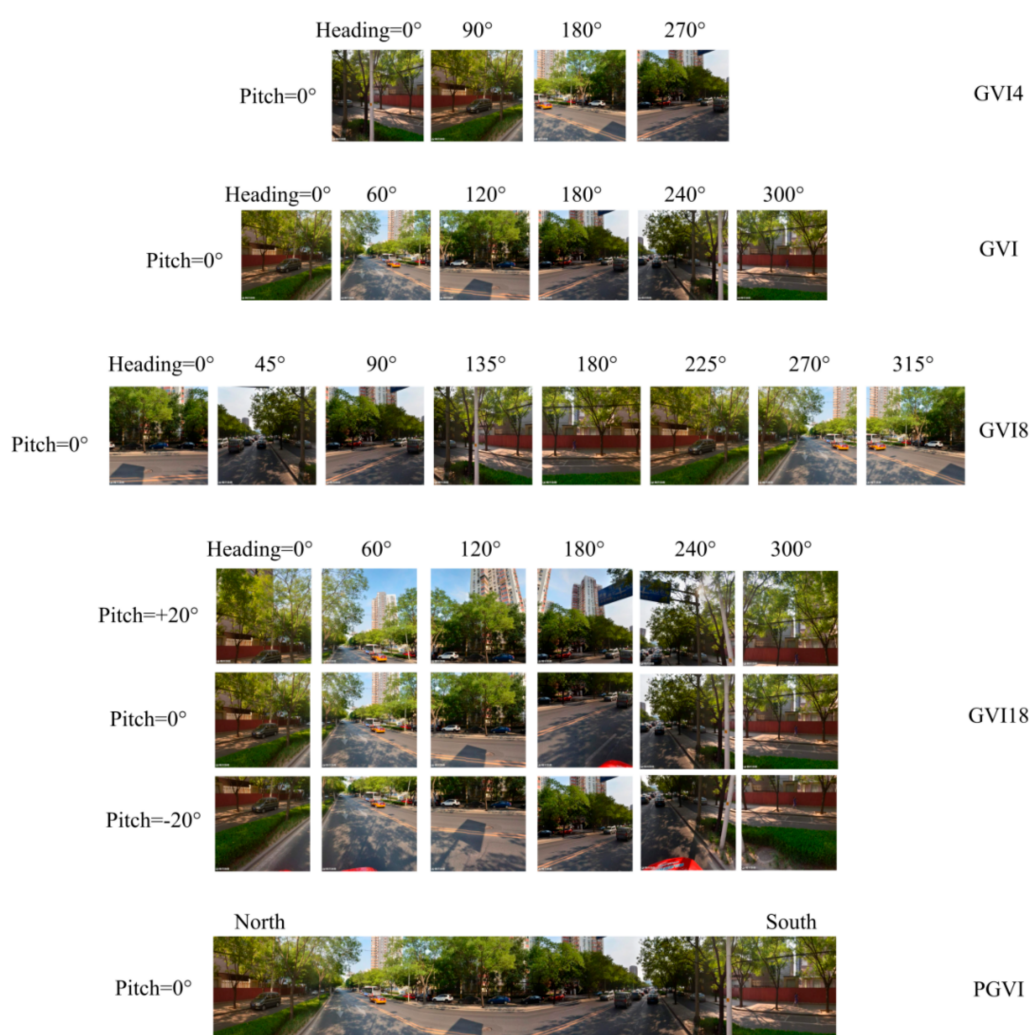 Heading=0° 90° 180° 270°
Pitch=0° GVI4
Heading=0° 60° 120° 180° 240° 300°
Pitch=0° GVI
Heading=0° 45° 90° 135° 180° 225° 270° 315°
Pitch=0° GVI8
Heading=0° 60° 120° 180° 240° 300°
Pitch=+20°
Pitch=0° GVI18
Pitch=-20°
North South
Pitch=0° PGVI